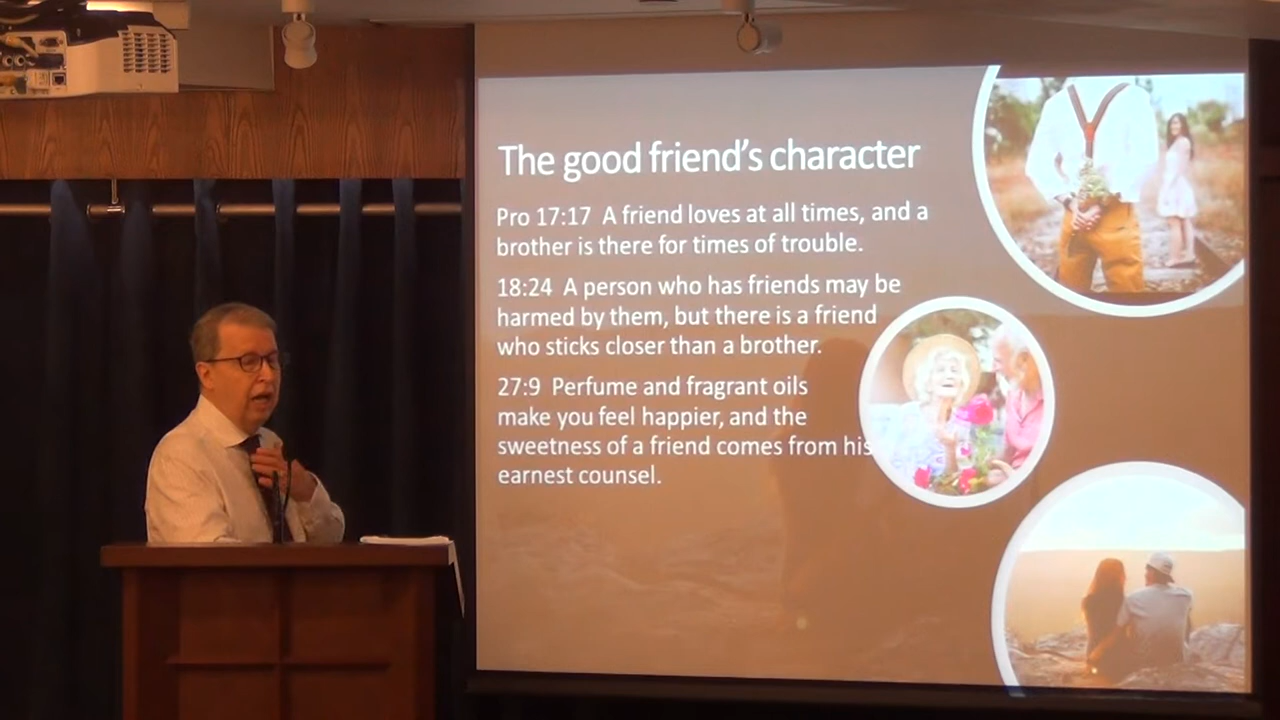 The good friend's character
Pro 17:17  A friend loves at all times, and a
brother is there for times of trouble.
18:24  A person who has friends may be
harmed by them, but there is a friend
who sticks closer than a brother.
27:9  Perfume and fragrant oils
make you feel happier, and the
sweetness of a friend comes from his
earnest counsel.